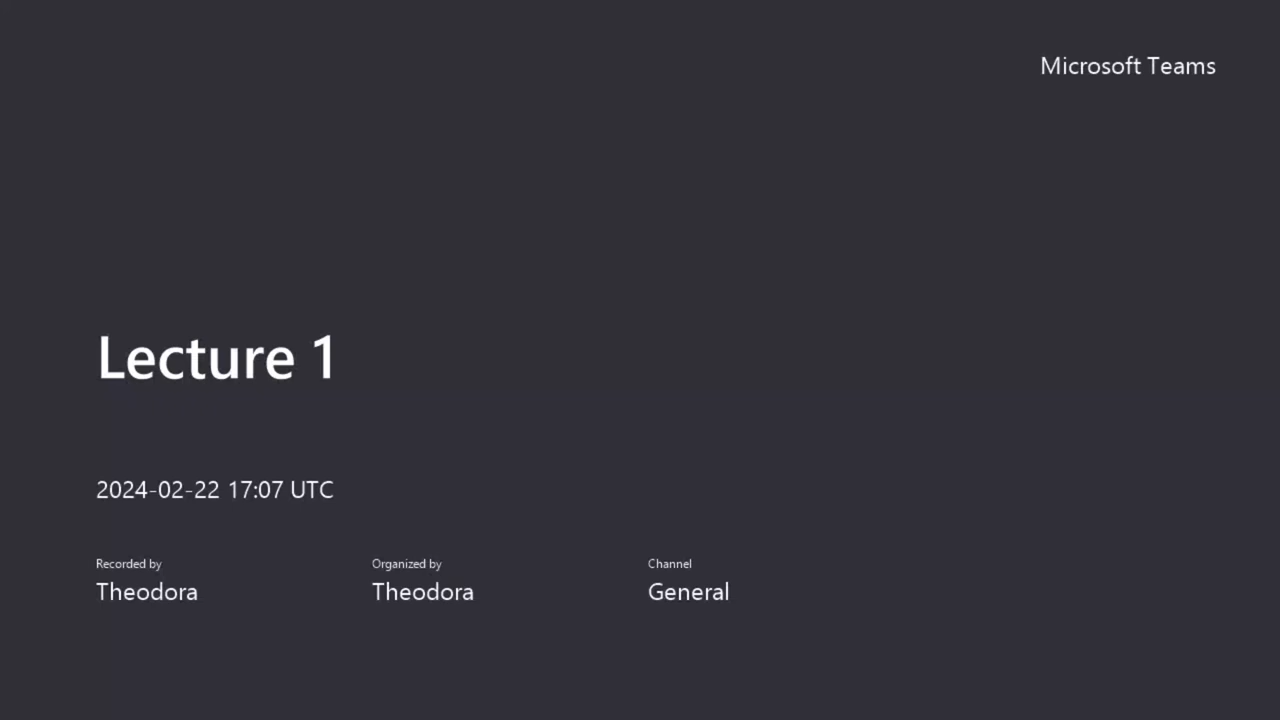 Microsoft Teams
Lecture 1
2024-02-22 17:07 UTC
Recorded by
Theodora
Organized by
Theodora
Channel
General